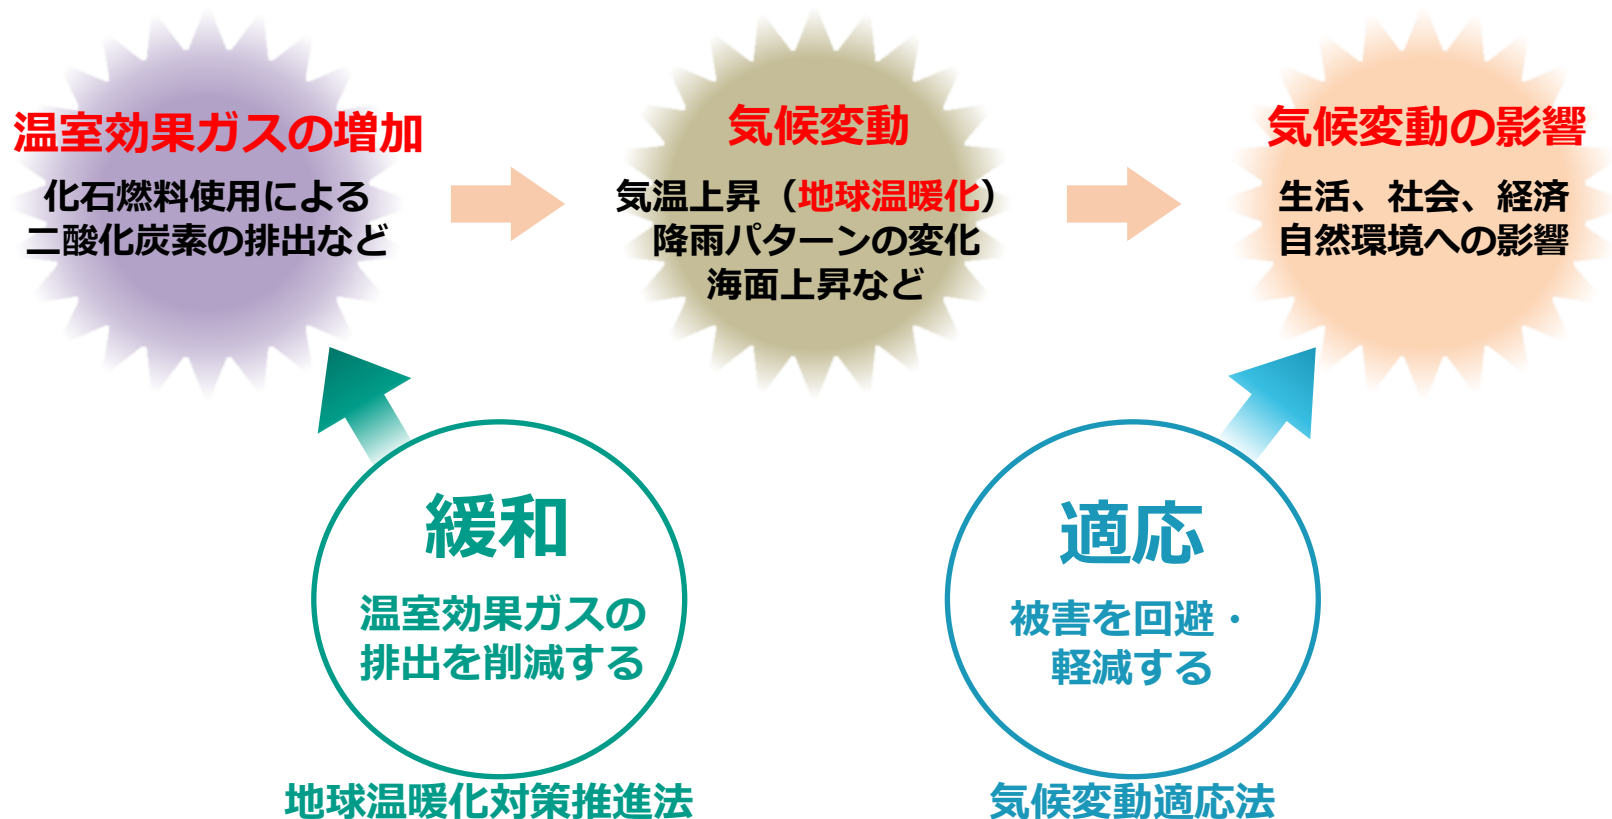 温室効果ガスの増加
化石燃料使用による
二酸化炭素の排出など
気候変動
気温上昇（地球温暖化）
降雨パターンの変化
海面上昇など
気候変動の影響
生活、社会、経済
自然環境への影響
緩和
温室効果ガスの
排出を削減する
地球温暖化対策推進法
適応
被害を回避・
軽減する
気候変動適応法